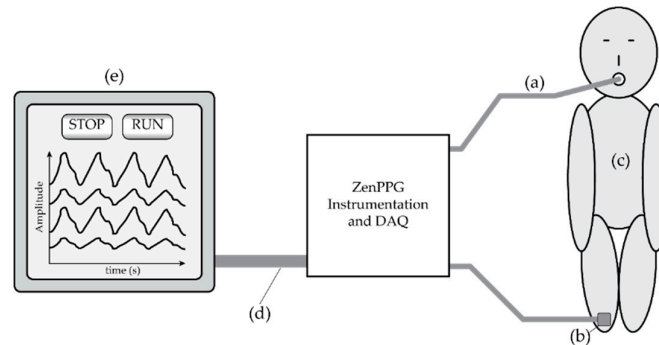 (e)
(a)
STOP RUN
Amplitude
time (s)
ZenPPG
Instrumentation
and DAQ
(c)
(d)
(b)